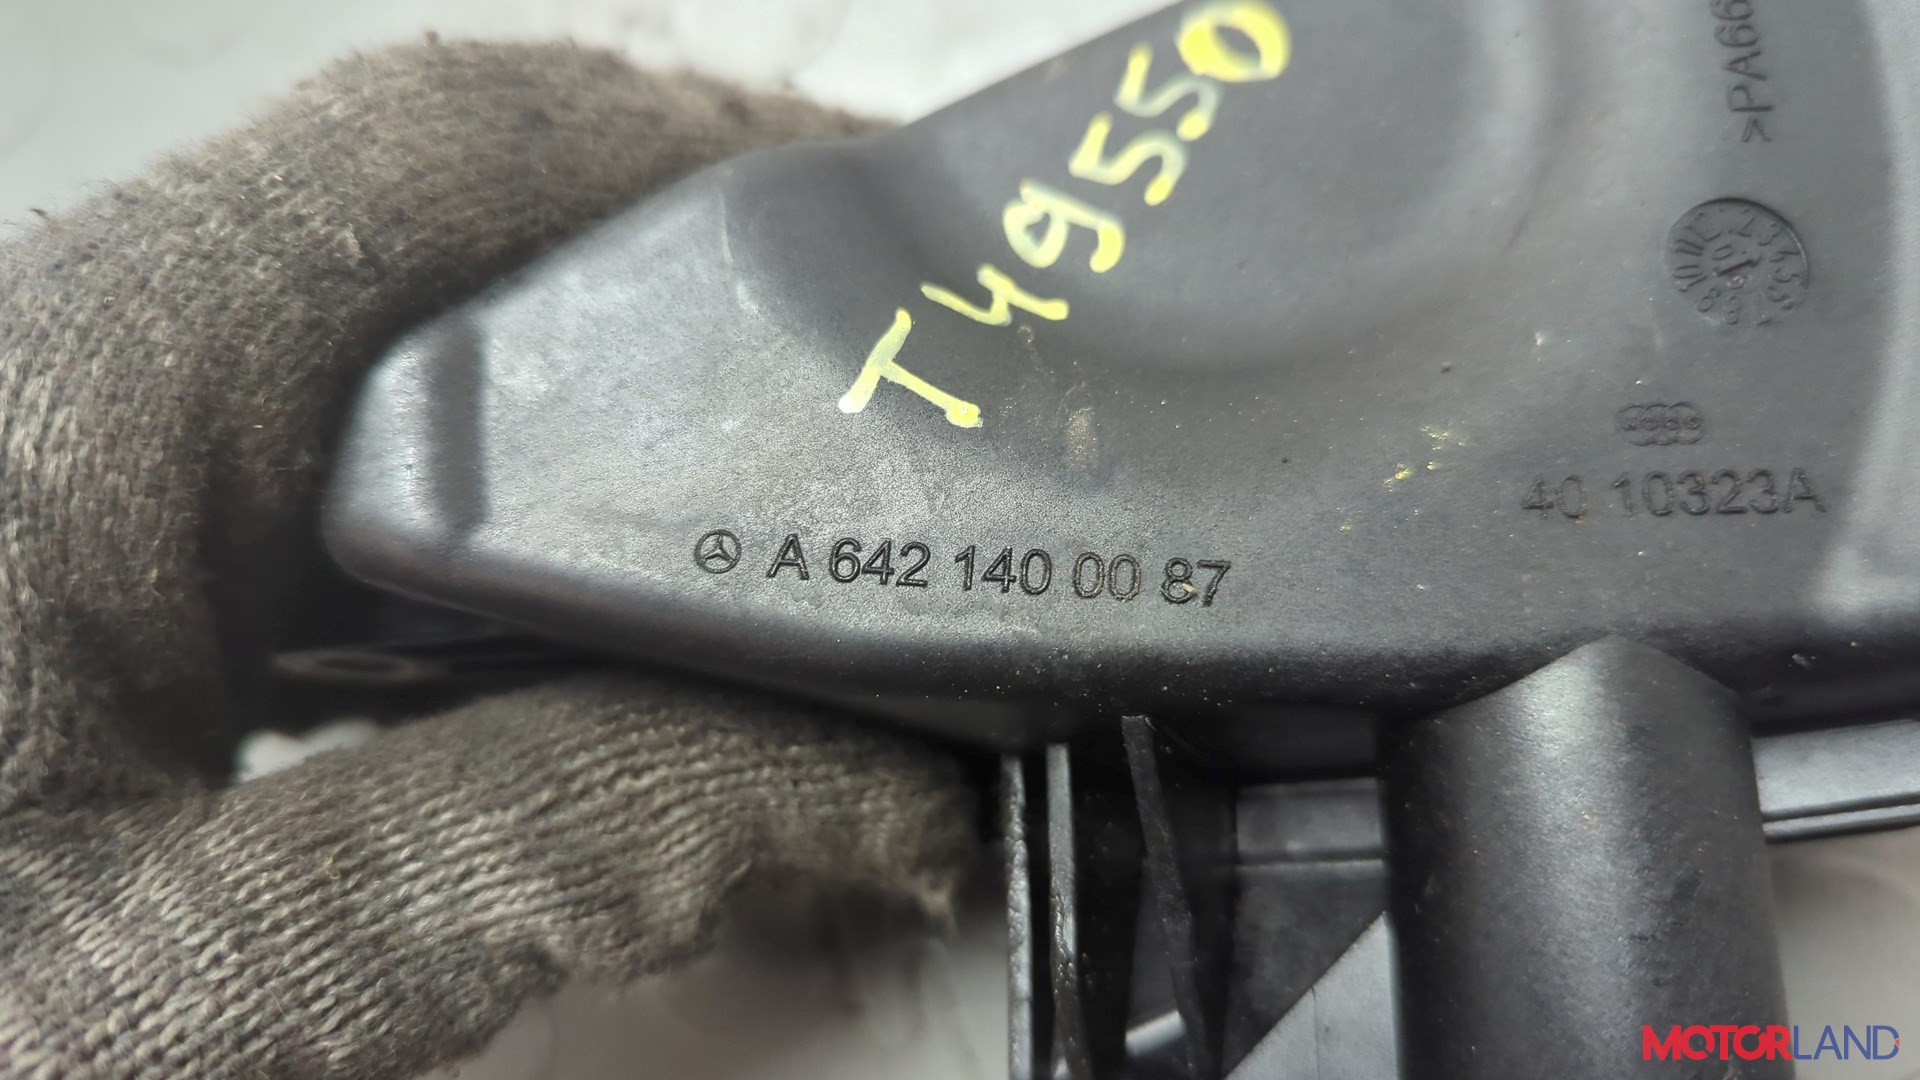 >PA66
T4950
40 10323A
A 642 140 00 87
MOTORLAND